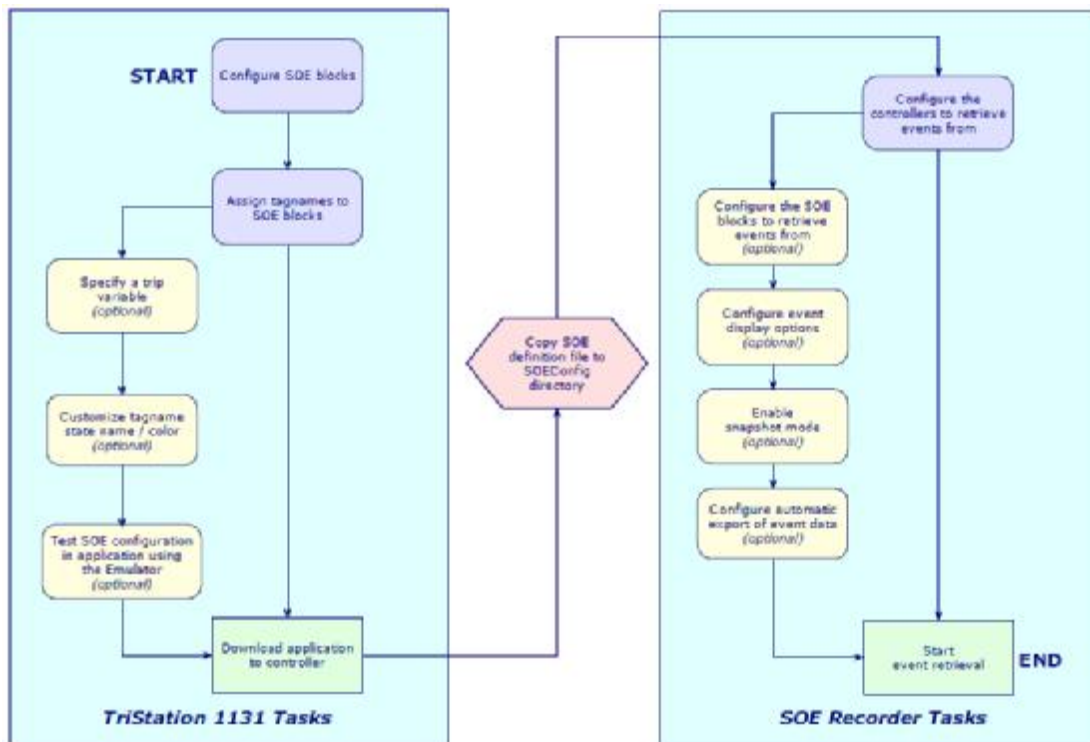 START
Configure SOE blocks
Assign tagnames to
SOE blocks
Specify a trip
variable
(optional)
Customize tagname
state name / color
(optional)
Test SOE configuration
in application using
the Emulator
(optional)
Download application
to controller
TriStation 1131 Tasks
Copy SOE
definition file to
SOEConfig
directory
Configure the
controllers to retrieve
events from
Configure the SOE
blocks to retrieve
events from
(optional)
Configure event
display options
(optional)
Enable
snapshot mode
(optional)
Configure automatic
export of event data
(optional)
Start
event retrieval
END
SOE Recorder Tasks